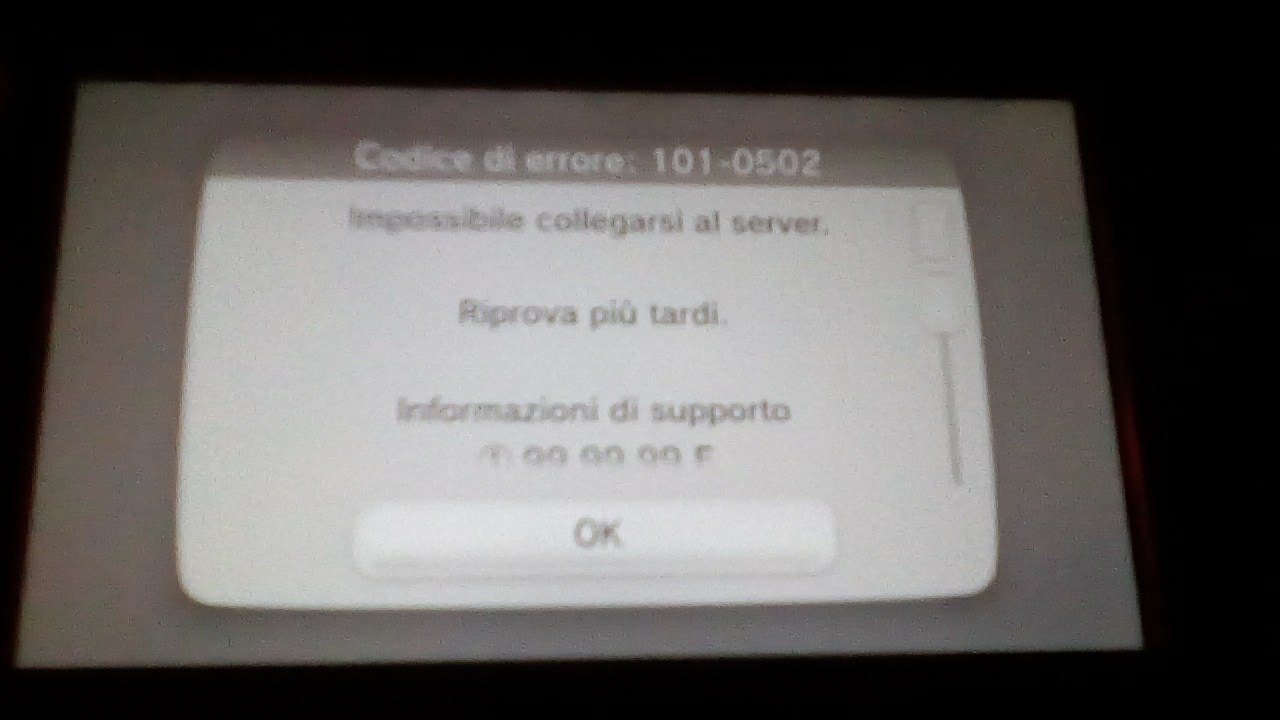 Codice di errore: 101-0502
Impossibile collegarsi al server.
Riprova più tardi.
Informazioni di supporto
OK